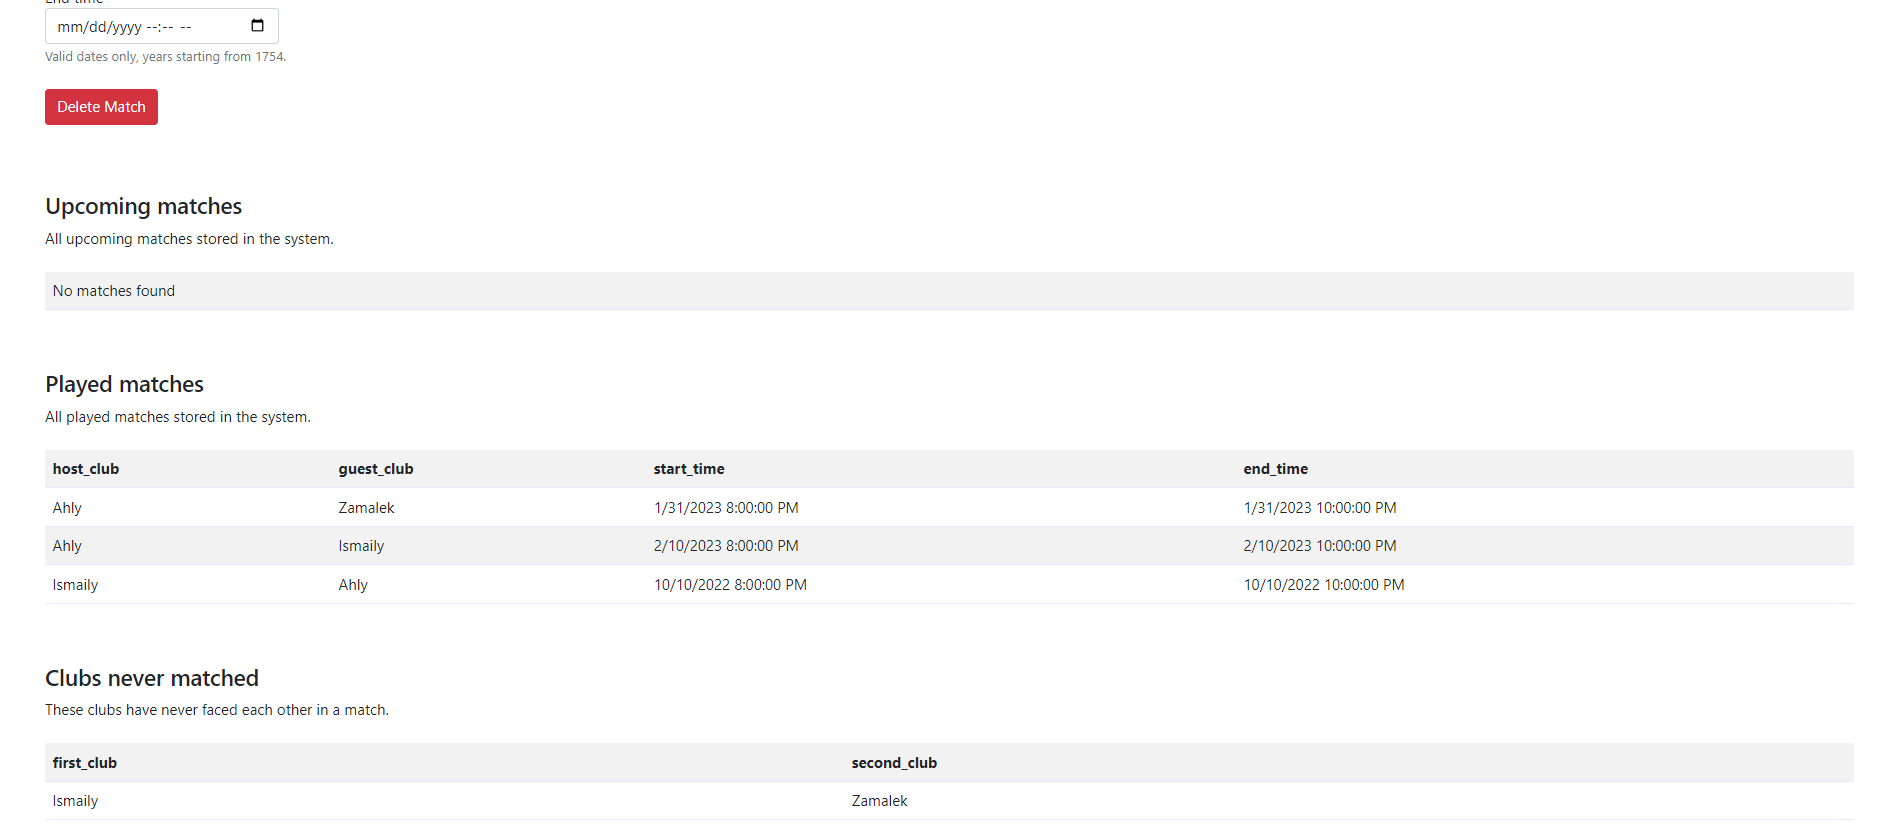 End time
mm/dd/yyyy --:-- --
Valid dates only, years starting from 1754.
Delete Match
Upcoming matches
All upcoming matches stored in the system.
No matches found
Played matches
All played matches stored in the system.
host_club guest_club start_time end_time
Ahly Zamalek 1/31/2023 8:00:00 PM 1/31/2023 10:00:00 PM
Ahly Ismaily 2/10/2023 8:00:00 PM 2/10/2023 10:00:00 PM
Ismaily Ahly 10/10/2022 8:00:00 PM 10/10/2022 10:00:00 PM
Clubs never matched
These clubs have never faced each other in a match.
first_club second_club
Ismaily Zamalek